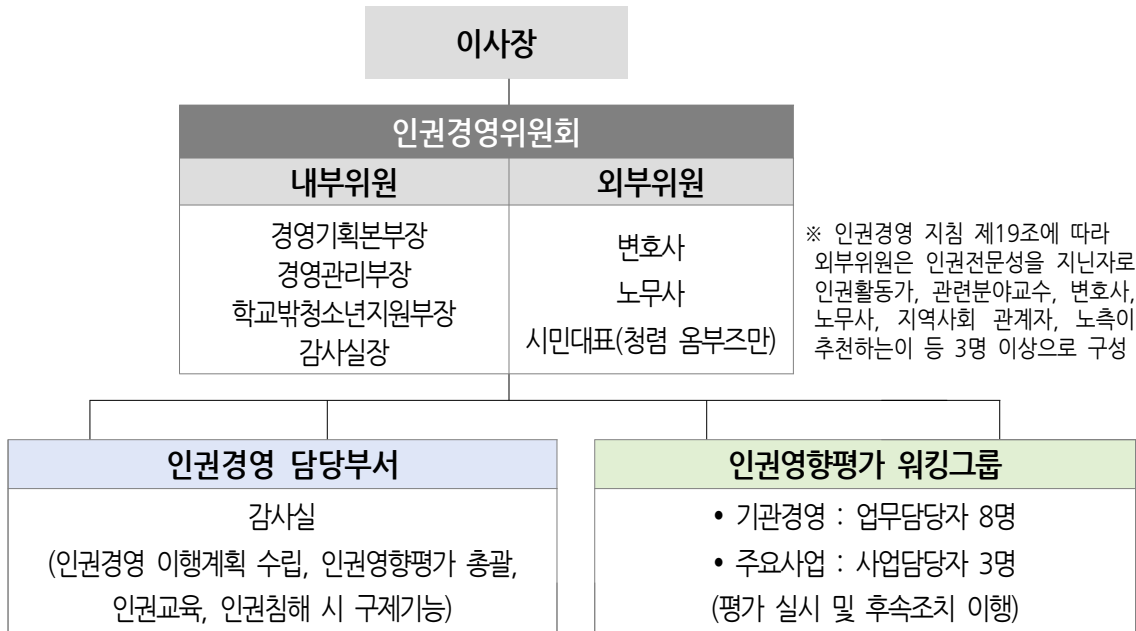 이사장
인권경영위원회
내부위원
외부위원
경영기획본부장
경영관리부장
학교밖청소년지원부장
감사실장
변호사
노무사
시민대표(청렴 옴부즈만)
※ 인권경영 지침 제19조에 따라
외부위원은 인권전문성을 지닌자로
인권활동가, 관련분야교수, 변호사,
노무사, 지역사회 관계자, 노측이
추천하는이 등 3명 이상으로 구성
인권경영 담당부서
감사실
(인권경영 이행계획 수립, 인권영향평가 총괄,
인권교육, 인권침해 시 구제기능)
인권영향평가 워킹그룹
• 기관경영 : 업무담당자 8명
• 주요사업 : 사업담당자 3명
(평가 실시 및 후속조치 이행)